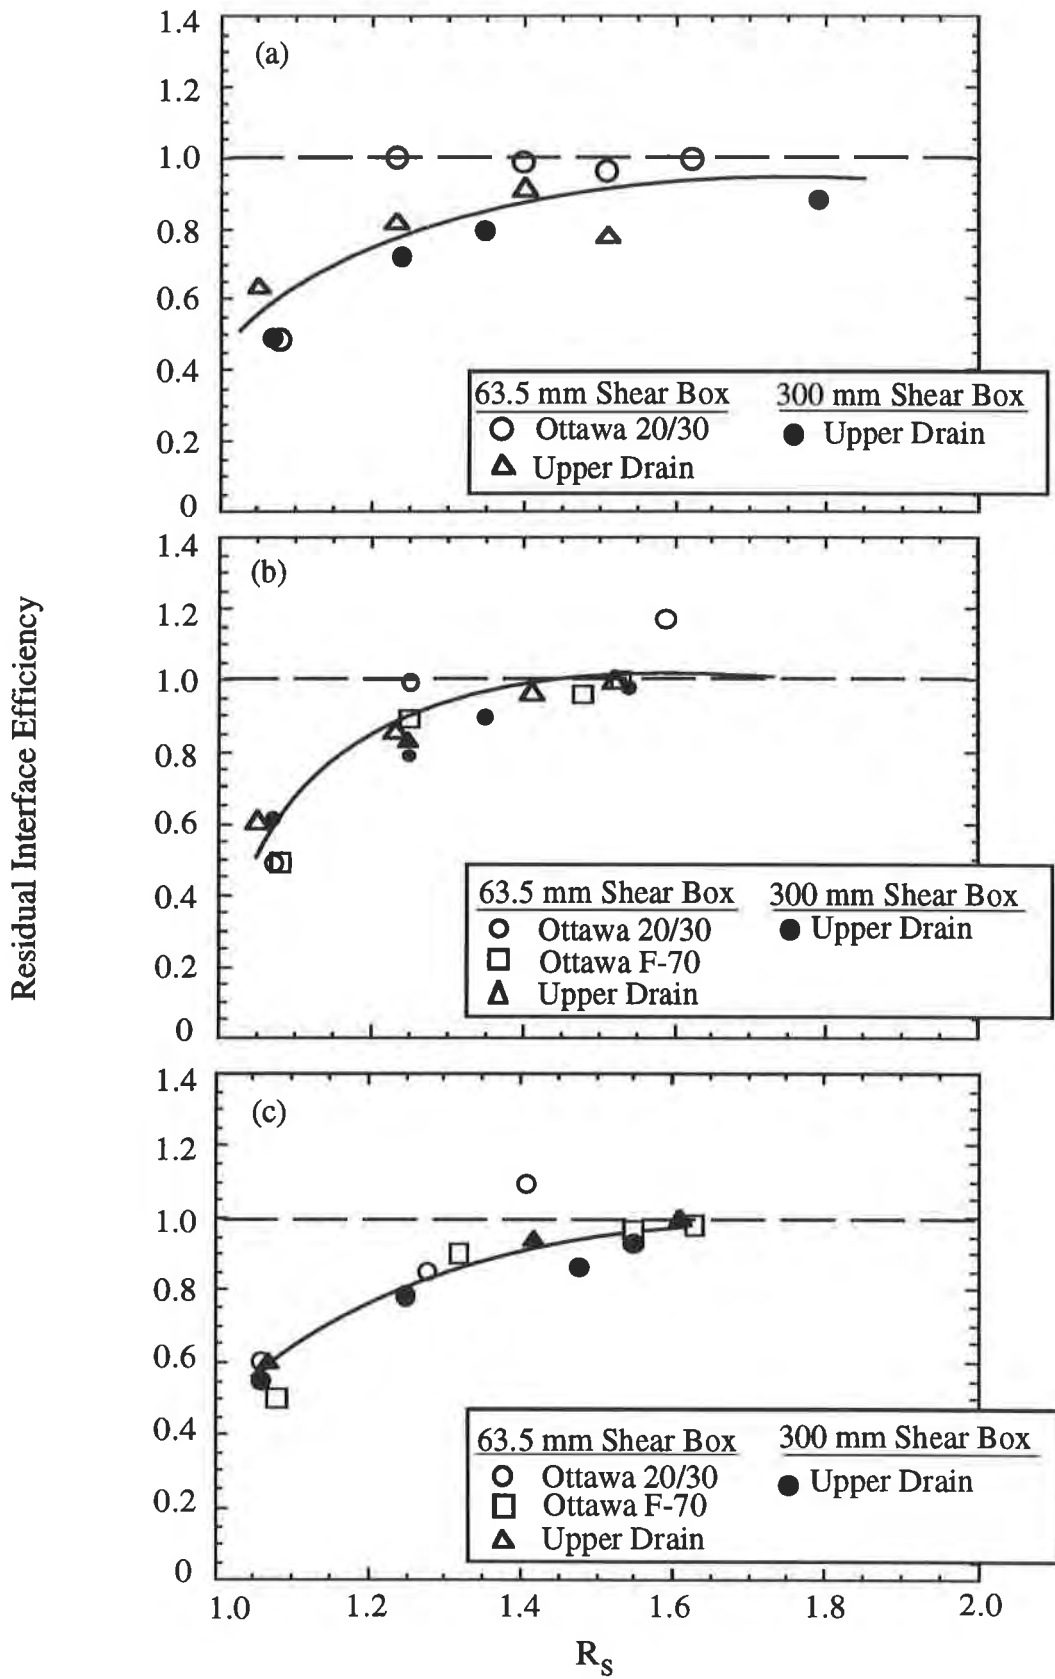 Residual Interface Efficiency
(a)
1.4
1.2
1.0
0.8
0.6
0.4
0.2
0
63.5 mm Shear Box 300 mm Shear Box
Ottawa 20/30 Upper Drain
Upper Drain
(b)
1.4
1.2
1.0
0.8
0.6
0.4
0.2
0
63.5 mm Shear Box 300 mm Shear Box
Ottawa 20/30 Upper Drain
Ottawa F-70
Upper Drain
(c)
1.4
1.2
1.0
0.8
0.6
0.4
0.2
0
63.5 mm Shear Box 300 mm Shear Box
Ottawa 20/30 Upper Drain
Ottawa F-70
Upper Drain
1.0 1.2 1.4 1.6 1.8 2.0
Rs